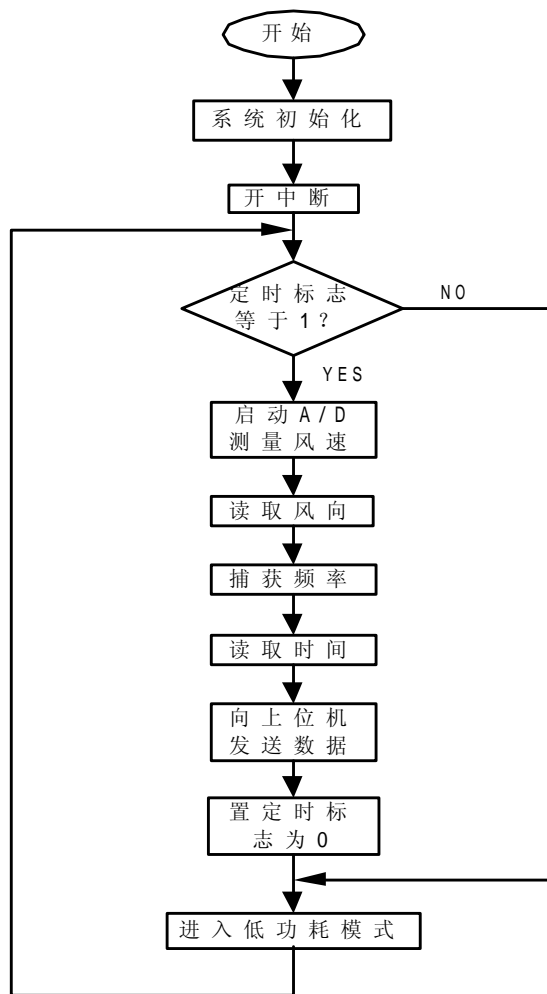 开始
系统初始化
开中断
定时标志
等于1？
NO
YES
启动A/D
测量风速
读取风向
捕获频率
读取时间
向上位机
发送数据
置定时标
志为0
进入低功耗模式